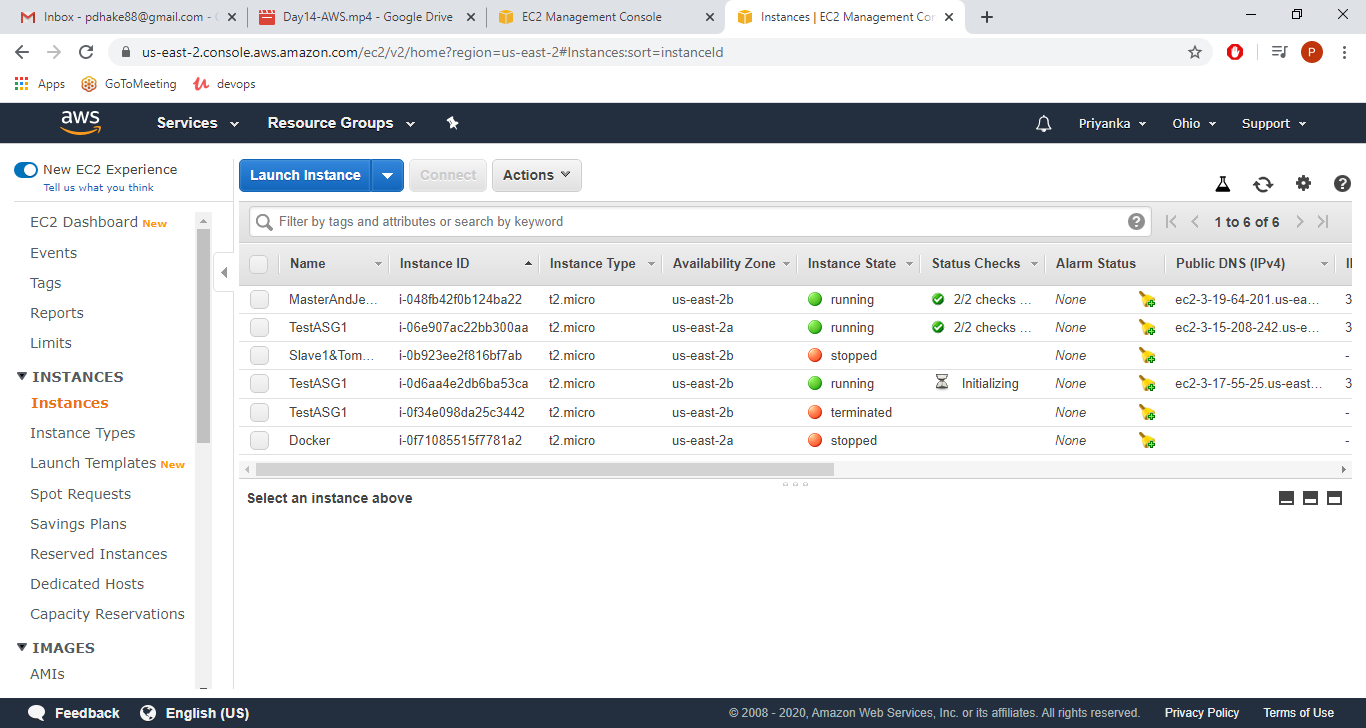 Inbox - pdhake88@gmail.com -
Day14-AWS.mp4 - Google Drive
EC2 Management Console
Instances | EC2 Management Co
us-east-2.console.aws.amazon.com/ec2/v2/home?region=us-east-2#Instances:sort=instanceId
P
Apps
GoToMeeting
devops
aws
Services
Resource Groups
Priyanka
Ohio
Support
New EC2 Experience
Tell us what you think
Launch Instance
Connect
Actions
EC2 Dashboard New
Events
Tags
Reports
Limits
INSTANCES
Instances
Instance Types
Launch Templates New
Spot Requests
Savings Plans
Reserved Instances
Dedicated Hosts
Capacity Reservations
IMAGES
AMIs
Filter by tags and attributes or search by keyword
1 to 6 of 6
Name Instance ID Instance Type Availability Zone Instance State Status Checks Alarm Status Public DNS (IPv4)
MasterAndJe... i-048fb42f0b124ba22 t2.micro us-east-2b running 2/2 checks ... None ec2-3-19-64-201.us-ea... 3
TestASG1 i-06e907ac22bb300aa t2.micro us-east-2a running 2/2 checks ... None ec2-3-15-208-242.us-e... 3
Slave1&Tom... i-0b923ee2f816bf7ab t2.micro us-east-2b stopped None -
TestASG1 i-0d6aa4e2db6ba53ca t2.micro us-east-2b running Initializing None ec2-3-17-55-25.us-east... 3
TestASG1 i-0f34e098da25c3442 t2.micro us-east-2b terminated None -
Docker i-0f71085515f7781a2 t2.micro us-east-2a stopped None -
Select an instance above
Feedback
English (US)
© 2008 - 2020, Amazon Web Services, Inc. or its affiliates. All rights reserved.
Privacy Policy
Terms of Use